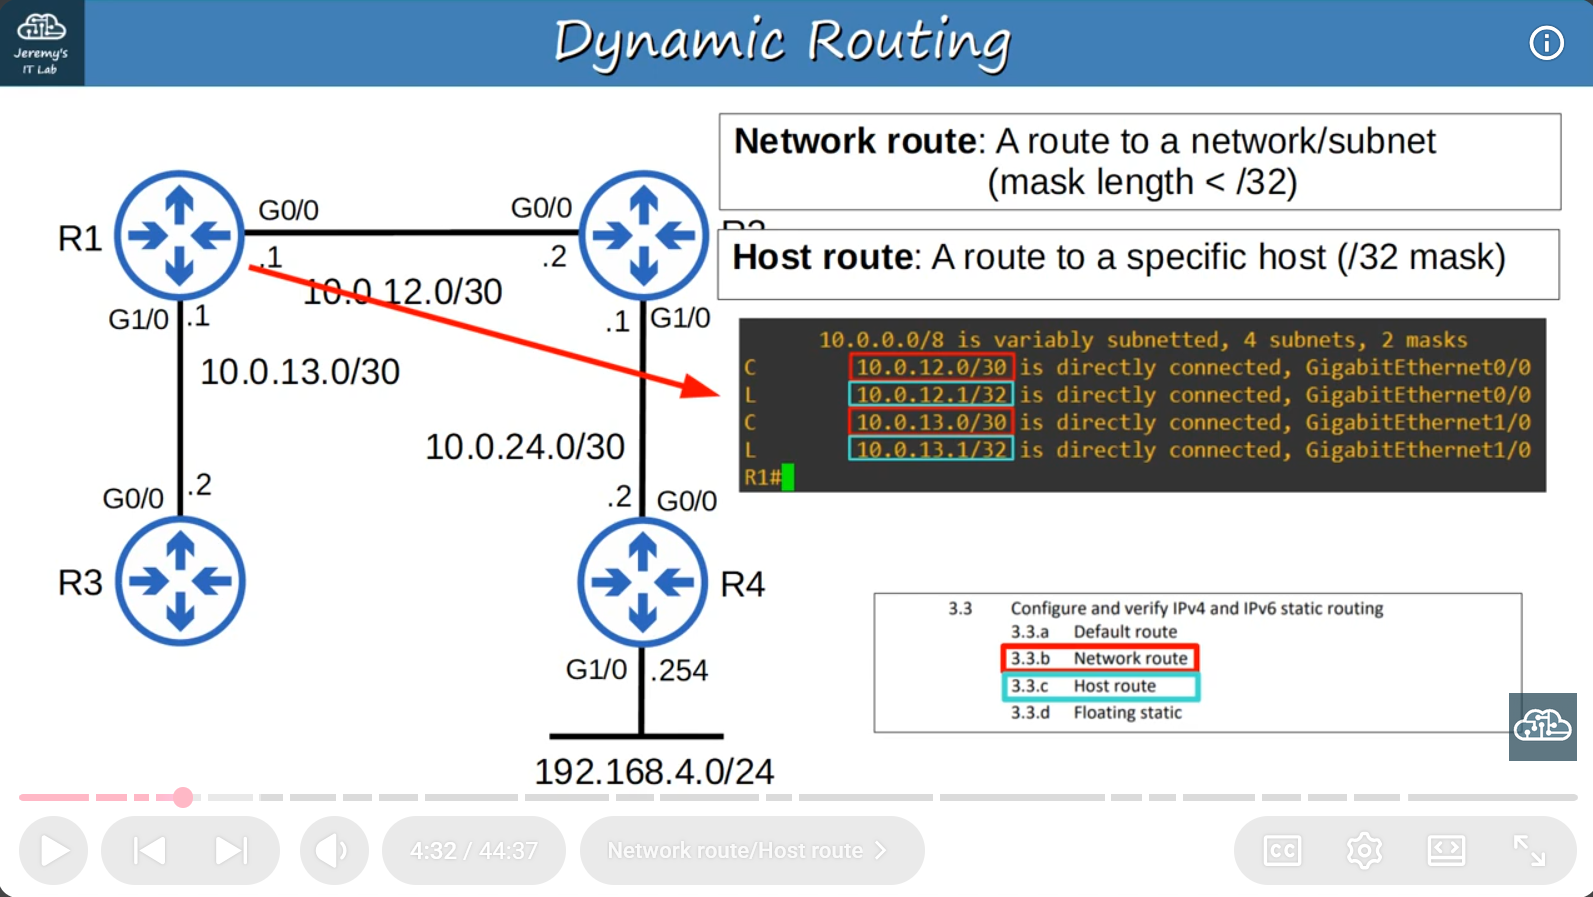 Jeremy's
IT Lab
Dynamic Routing
Network route: A route to a network/subnet
(mask length < /32)
Host route: A route to a specific host (/32 mask)
R1
G0/0
G0/0
.1
.2
10.0.12.0/30
G1/0
.1
.1
G1/0
10.0.13.0/30
10.0.24.0/30
G0/0
.2
.2
G0/0
R3
R4
G1/0
.254
192.168.4.0/24
10.0.0.0/8 is variably subnetted, 4 subnets, 2 masks
C 10.0.12.0/30 is directly connected, GigabitEthernet0/0
L 10.0.12.1/32 is directly connected, GigabitEthernet0/0
C 10.0.13.0/30 is directly connected, GigabitEthernet1/0
L 10.0.13.1/32 is directly connected, GigabitEthernet1/0
R1#
3.3 Configure and verify IPv4 and IPv6 static routing
3.3.a Default route
3.3.b Network route
3.3.c Host route
3.3.d Floating static
4:32 / 44:37
Network route/Host route
CC